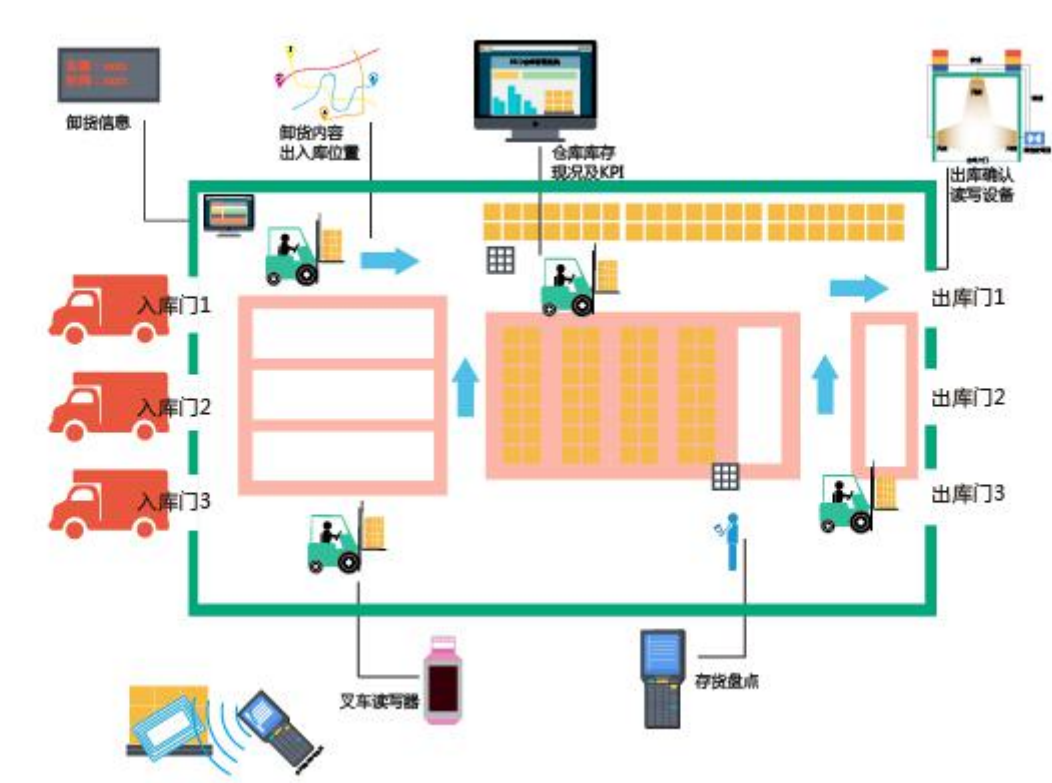 卸货信息
卸货内容
出入库位置
仓库库存
现况及KPI
出库确认
读写设备
入库门1
入库门2
入库门3
出库门1
出库门2
出库门3
叉车读写器
存货盘点